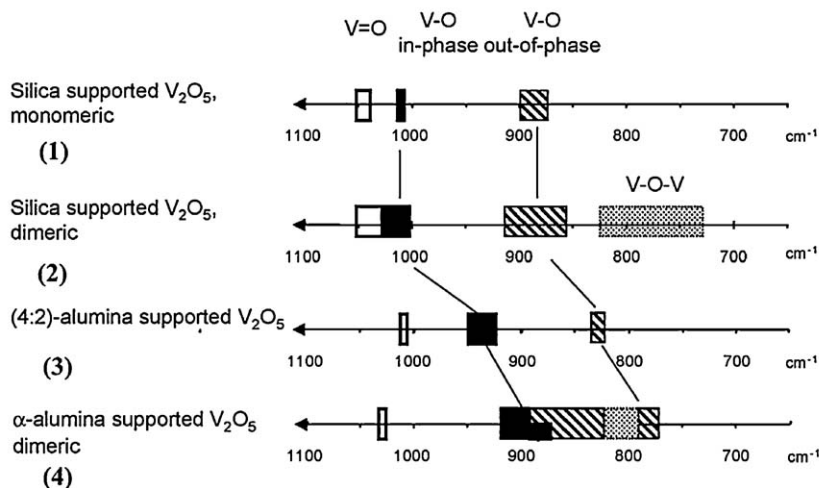 V=O V-O V-O
in-phase out-of-phase
Silica supported V₂O₅,
monomeric
(1)
1100 1000 900 800 700 cm⁻¹
V-O-V
Silica supported V₂O₅,
dimeric
(2)
1100 1000 900 800 700 cm⁻¹
(4:2)-alumina supported V₂O₅
(3)
1100 1000 900 800 700 cm⁻¹
α-alumina supported V₂O₅
dimeric
(4)
1100 1000 900 800 700 cm⁻¹